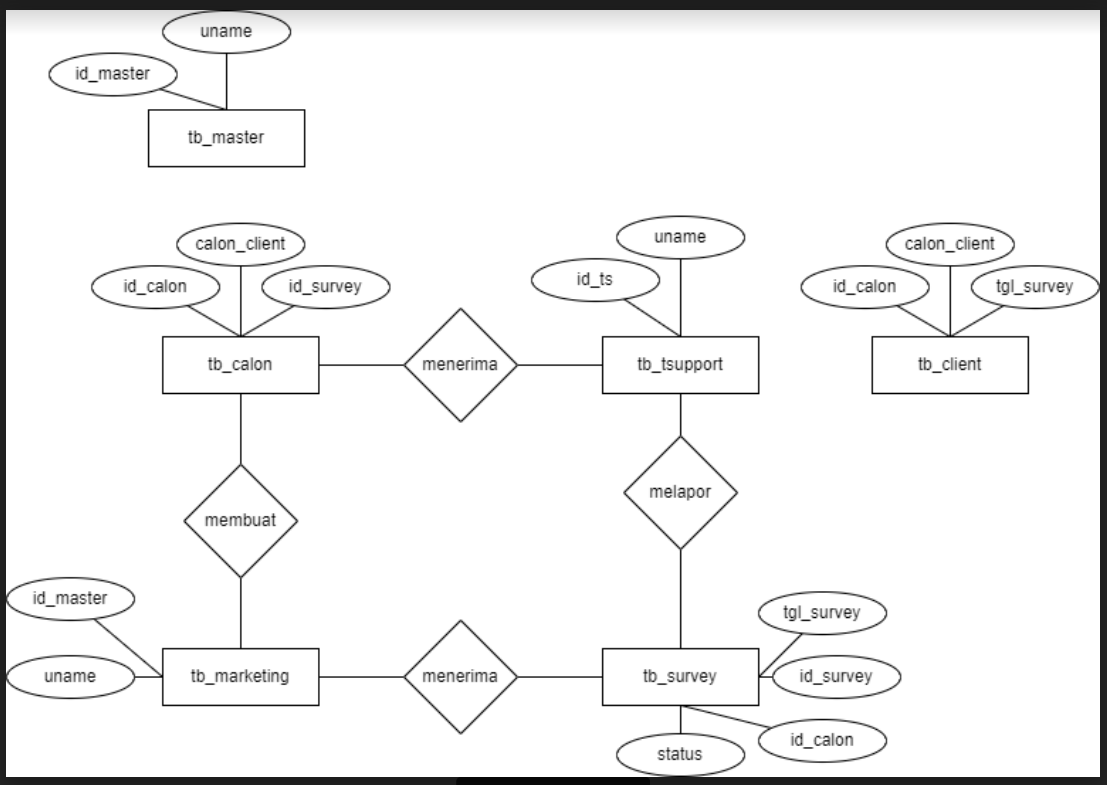 uname
id_master
tb_master
calon_client
id_calon
id_survey
tb_calon
menerima
uname
id_ts
tb_tsupport
calon_client
id_calon
tgl_survey
tb_client
membuat
melapor
id_master
uname
tb_marketing
menerima
tb_survey
tgl_survey
id_survey
id_calon
status